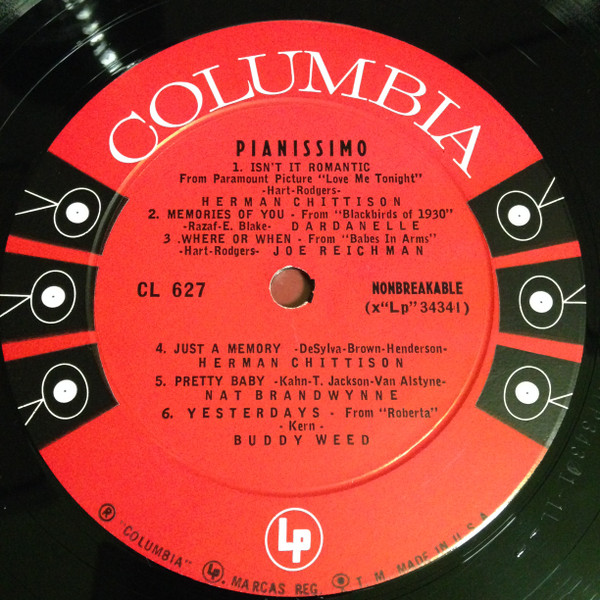 COLUMBIA
PIANISSIMO
1. ISN'T IT ROMANTIC
From Paramount Picture "Love Me Tonight"
-Hart-Rodgers-
HERMAN CHITTISON
2. MEMORIES OF YOU - From "Blackbirds of 1930"
-Razaf-E. Blake- DARDANELLE
3 .WHERE OR WHEN - From "Babes In Arms"
-Hart-Rodgers- JOE REICHMAN
CL 627
NONBREAKABLE
(x"Lp" 34341)
4. JUST A MEMORY -DeSylva-Brown-Henderson-
HERMAN CHITTISON
5. PRETTY BABY -Kahn-T. Jackson-Van Alstyne-
NAT BRANDWYNNE
6. YESTERDAYS - From "Roberta"
- Kern -
BUDDY WEED
Lp
® "COLUMBIA" Lp. MARCAS REG. T. M. MADE IN U.S.A.